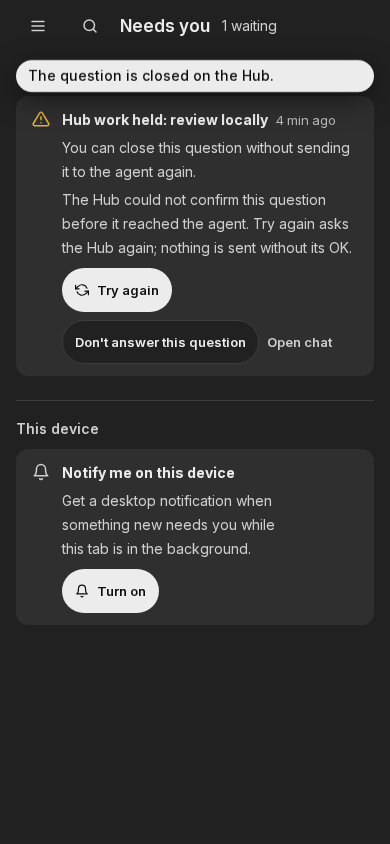 Needs you 1 waiting
The question is closed on the Hub.
Hub work held: review locally 4 min ago
You can close this question without sending
it to the agent again.
The Hub could not confirm this question
before it reached the agent. Try again asks
the Hub again; nothing is sent without its OK.
Try again
Don't answer this question Open chat
This device
Notify me on this device
Get a desktop notification when
something new needs you while
this tab is in the background.
Turn on